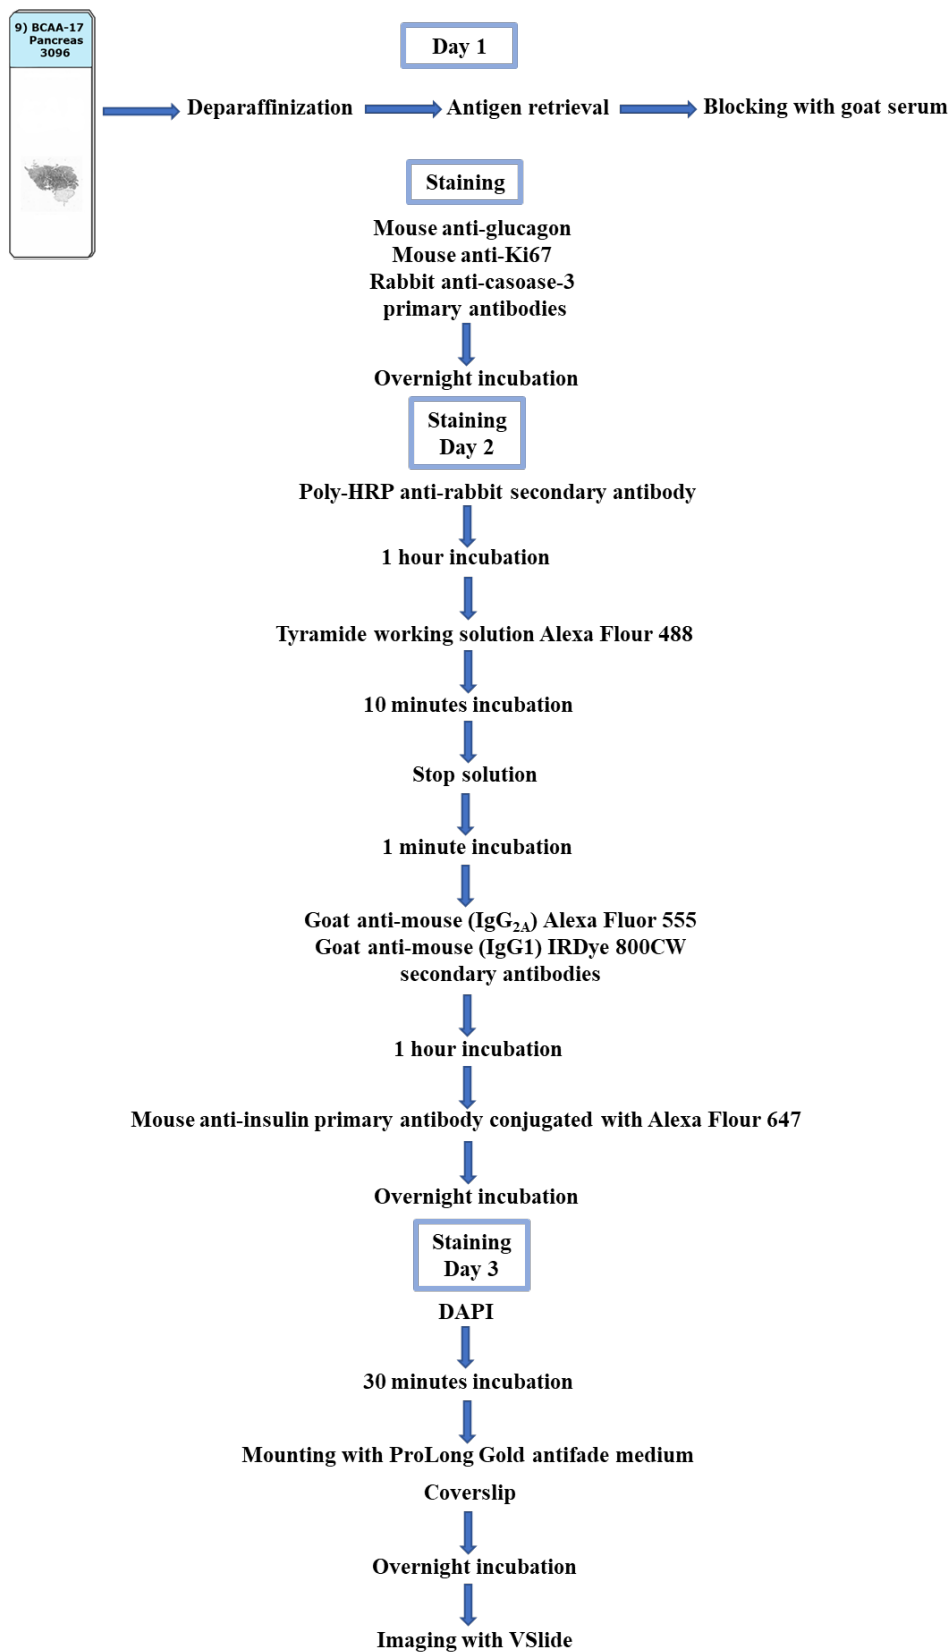 9) BCAA-17
Pancreas
3096
Day 1
Deparaffinization
Antigen retrieval
Blocking with goat serum
Staining
Mouse anti-glucagon
Mouse anti-Ki67
Rabbit anti-casoase-3
primary antibodies
Overnight incubation
Staining
Day 2
Poly-HRP anti-rabbit secondary antibody
1 hour incubation
Tyramide working solution Alexa Flour 488
10 minutes incubation
Stop solution
1 minute incubation
Goat anti-mouse (IgG2A) Alexa Fluor 555
Goat anti-mouse (IgG1) IRDye 800CW
secondary antibodies
1 hour incubation
Mouse anti-insulin primary antibody conjugated with Alexa Flour 647
Overnight incubation
Staining
Day 3
DAPI
30 minutes incubation
Mounting with ProLong Gold antifade medium
Coverslip
Overnight incubation
Imaging with VSlide